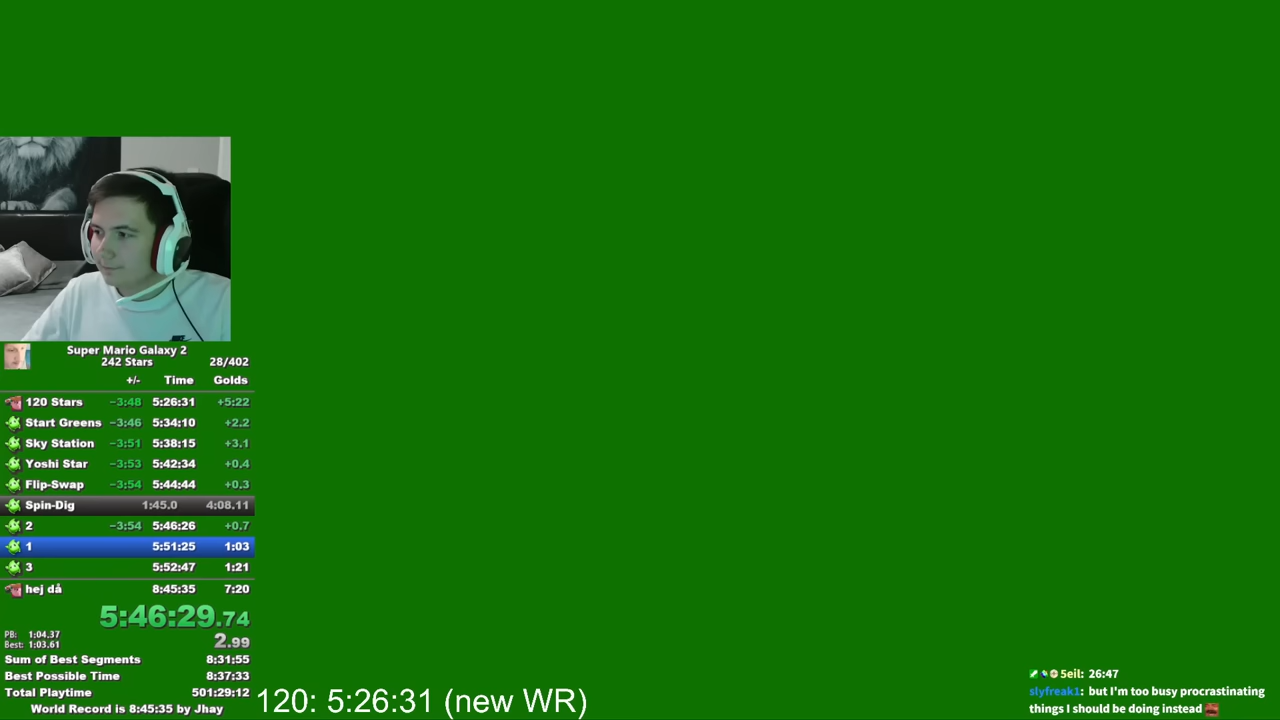 Super Mario Galaxy 2
242 Stars 28/402
+/- Time Golds
120 Stars −3:48 5:26:31 +5:22
Start Greens −3:46 5:34:10 +2.2
Sky Station −3:51 5:38:15 +3.1
Yoshi Star −3:53 5:42:34 +0.4
Flip-Swap −3:54 5:44:44 +0.3
Spin-Dig 1:45.0 4:08.11
2 −3:54 5:46:26 +0.7
1 5:51:25 1:03
3 5:52:47 1:21
hej då 8:45:35 7:20
5:46:29.74
PB: 1:04.37
Best: 1:03.61
2.99
Sum of Best Segments 8:31:55
Best Possible Time 8:37:33
Total Playtime 501:29:12
World Record is 8:45:35 by Jhay
120: 5:26:31 (new WR)
5eil: 26:47
slyfreak1: but I'm too busy procrastinating
things I should be doing instead